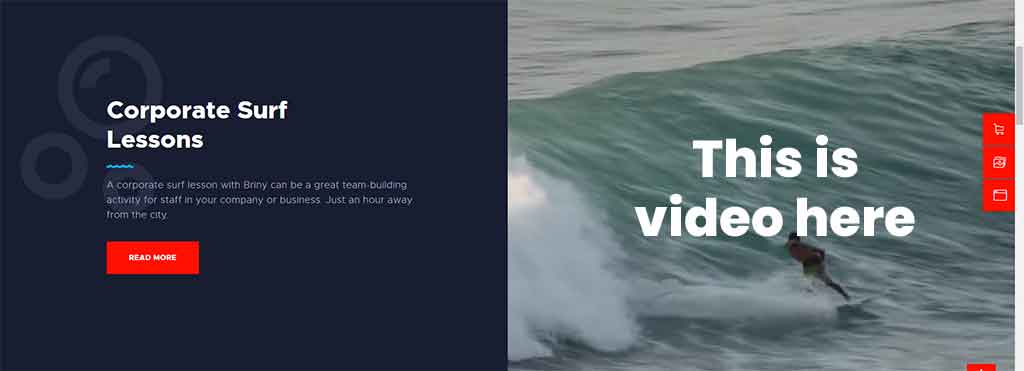 Corporate Surf
Lessons
A corporate surf lesson with Briny can be a great team-building
activity for staff in your company or business. Just an hour away
from the city.
READ MORE
This is
video here